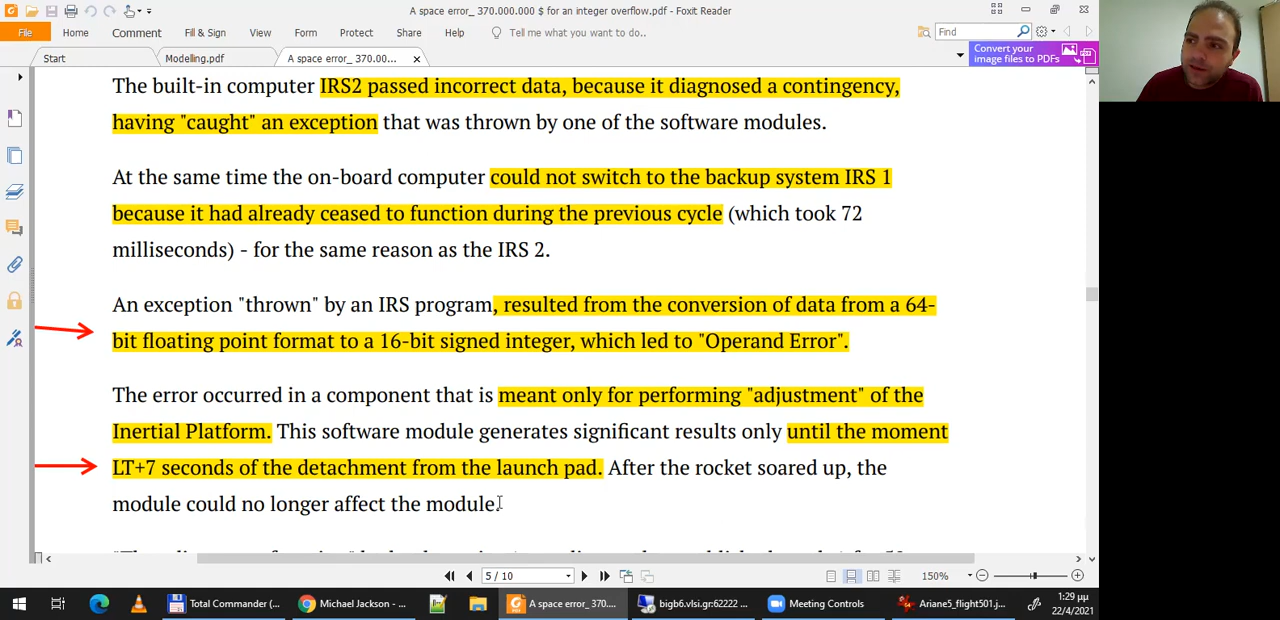 A space error_ 370.000.000 $ for an integer overflow.pdf - Foxit Reader
File Home Comment Fill & Sign View Form Protect Share Help Tell me what you want to do.. Find
Start Modelling.pdf A space error_ 370.00... Convert your
image files to PDFs
The built-in computer IRS2 passed incorrect data, because it diagnosed a contingency,
having "caught" an exception that was thrown by one of the software modules.
At the same time the on-board computer could not switch to the backup system IRS 1
because it had already ceased to function during the previous cycle (which took 72
milliseconds) - for the same reason as the IRS 2.
An exception "thrown" by an IRS program, resulted from the conversion of data from a 64-
bit floating point format to a 16-bit signed integer, which led to "Operand Error".
The error occurred in a component that is meant only for performing "adjustment" of the
Inertial Platform. This software module generates significant results only until the moment
LT+7 seconds of the detachment from the launch pad. After the rocket soared up, the
module could no longer affect the module.
5 / 10 150%
Total Commander (... Michael Jackson - ... A space error_ 370.... bigb6.vlsi.gr:62222 ... Meeting Controls Ariane5_flight501.j... 1:29 μμ
22/4/2021